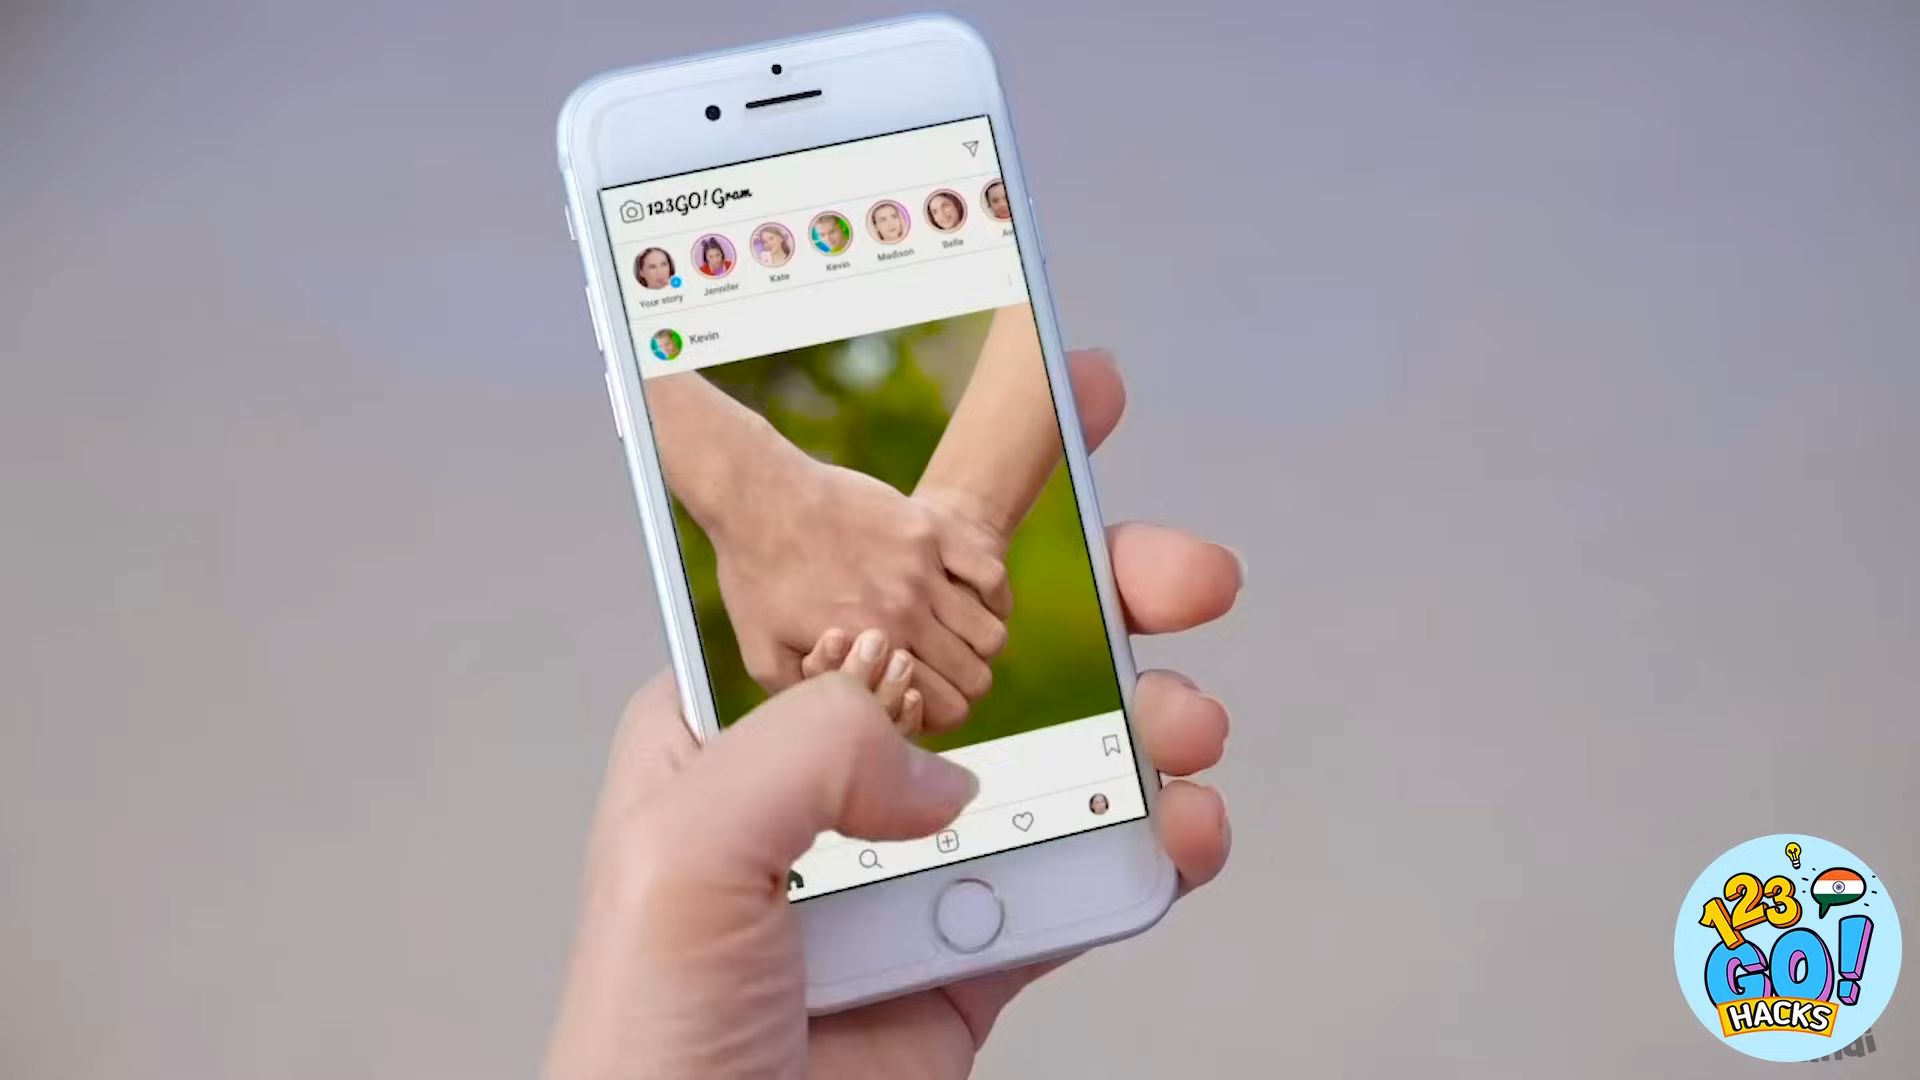 123GO! Gram
Your story
Jennifer
Kate
Kevin
Madison
Bella
Kevin
123
GO!
HACKS